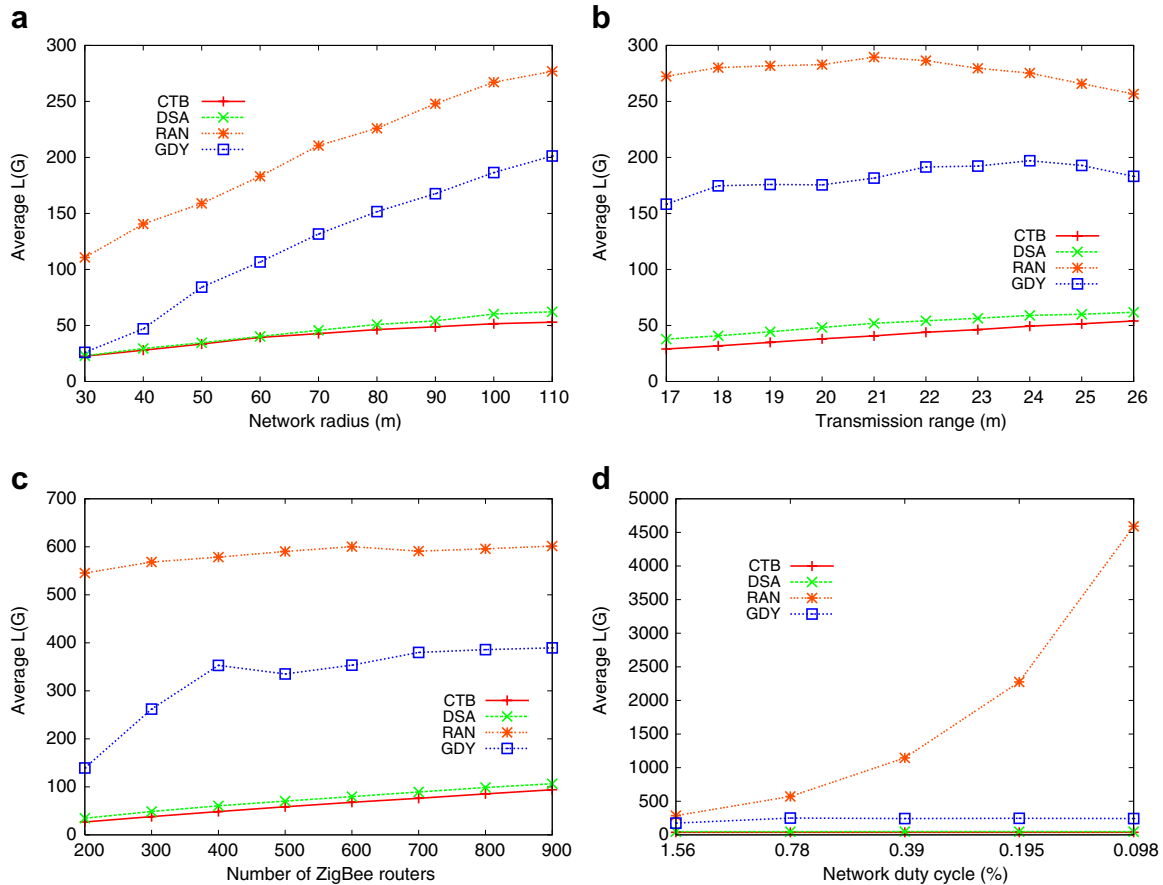 a
300
250
200
150
100
50
0
Average L(G)
CTB
DSA
RAN
GDY
30 40 50 60 70 80 90 100 110
Network radius (m)
b
300
250
200
150
100
50
0
Average L(G)
CTB
DSA
RAN
GDY
17 18 19 20 21 22 23 24 25 26
Transmission range (m)
c
700
600
500
400
300
200
100
0
Average L(G)
CTB
DSA
RAN
GDY
200 300 400 500 600 700 800 900
Number of ZigBee routers
d
5000
4500
4000
3500
3000
2500
2000
1500
1000
500
0
Average L(G)
CTB
DSA
RAN
GDY
1.56 0.78 0.39 0.195 0.098
Network duty cycle (%)